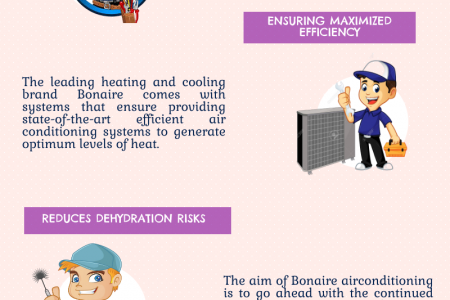 ENSURING MAXIMIZED
EFFICIENCY
The leading heating and cooling
brand Bonaire comes with
systems that ensure providing
state-of-the-art efficient air
conditioning systems to generate
optimum levels of heat.
REDUCES DEHYDRATION RISKS
The aim of Bonaire airconditioning
is to go ahead with the continued